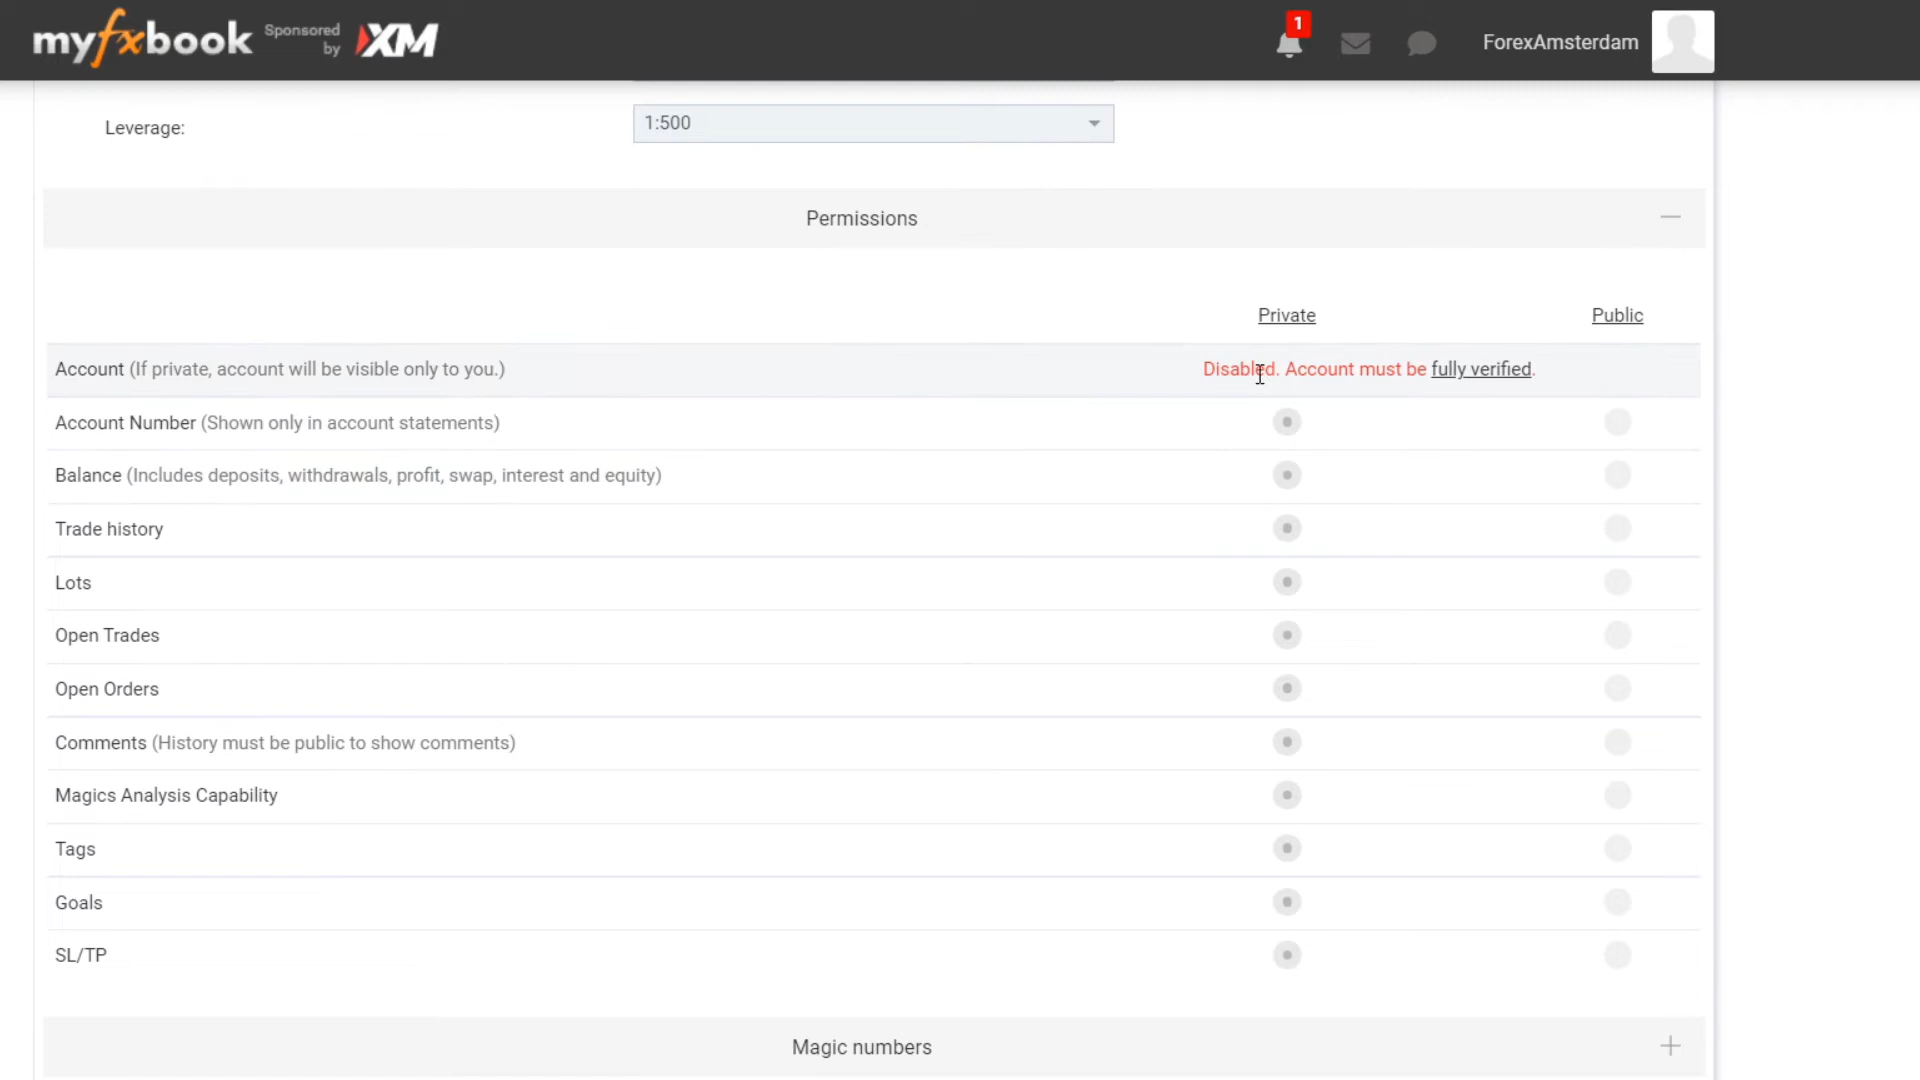 myfxbook Sponsored by XM
1
ForexAmsterdam
Leverage:
1:500
Permissions
Private Public
Account (If private, account will be visible only to you.) Disabled. Account must be fully verified.
Account Number (Shown only in account statements)
Balance (Includes deposits, withdrawals, profit, swap, interest and equity)
Trade history
Lots
Open Trades
Open Orders
Comments (History must be public to show comments)
Magics Analysis Capability
Tags
Goals
SL/TP
Magic numbers